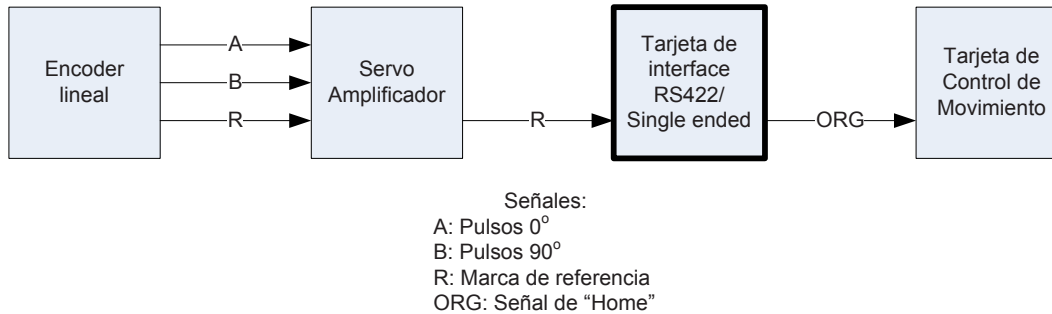 Encoder
lineal
A
B
R
Servo
Amplificador
R
Tarjeta de
interface
RS422/
Single ended
ORG
Tarjeta de
Control de
Movimiento
Señales:
A: Pulsos 0°
B: Pulsos 90°
R: Marca de referencia
ORG: Señal de “Home”